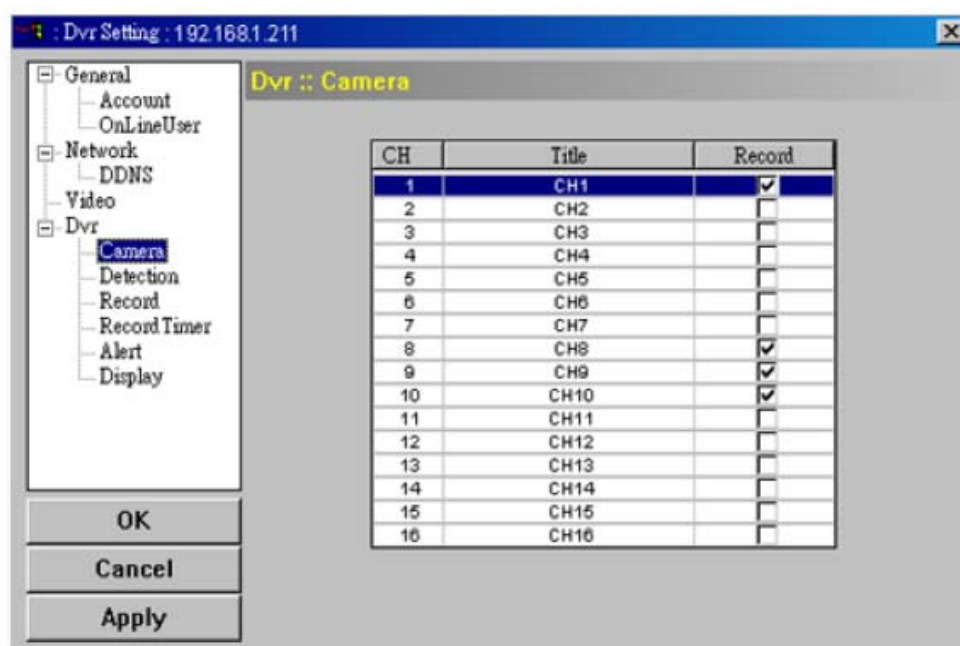 : Dvr Setting : 192.168.1.211
General
Account
OnLineUser
Network
DDNS
Video
Dvr
Camera
Detection
Record
Record Timer
Alert
Display
OK
Cancel
Apply
Dvr :: Camera
CH Title Record
1 CH1
2 CH2
3 CH3
4 CH4
5 CH5
6 CH6
7 CH7
8 CH8
9 CH9
10 CH10
11 CH11
12 CH12
13 CH13
14 CH14
15 CH15
16 CH16